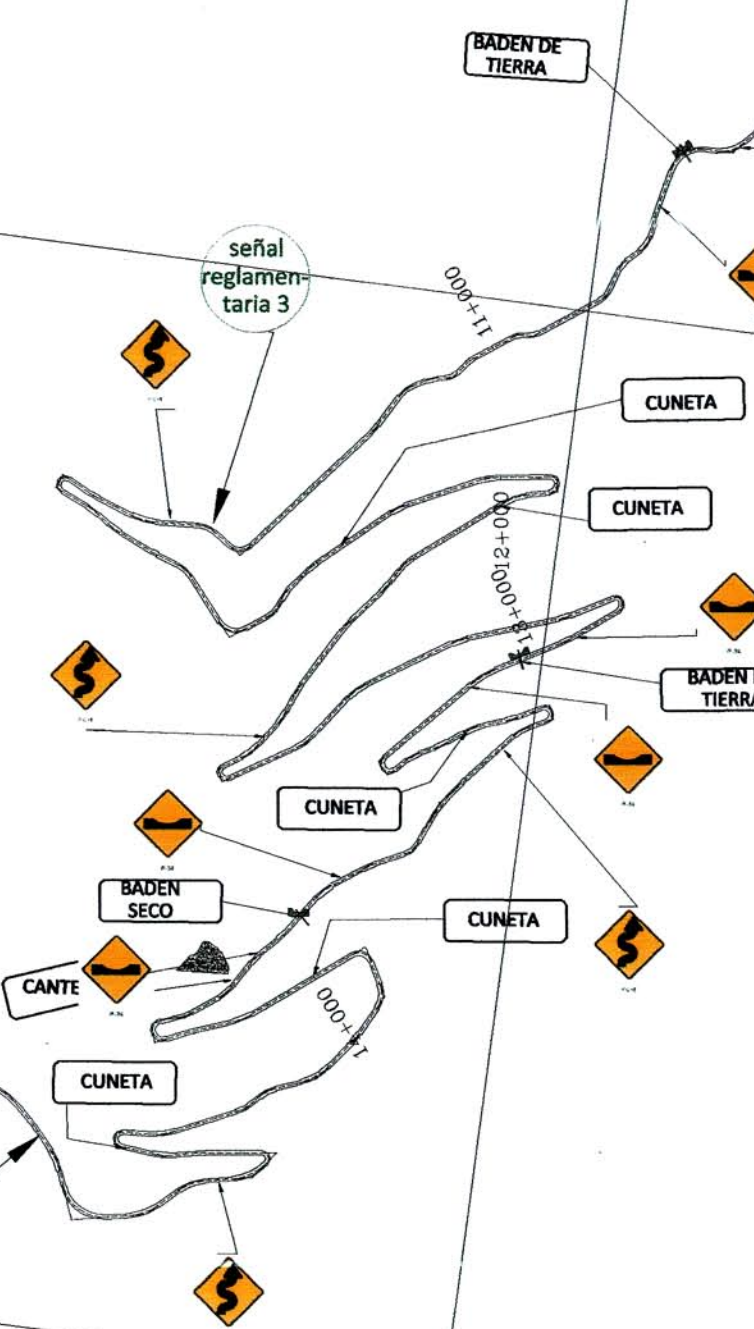 BADEN DE
TIERRA
señal
reglamen-
taria 3
11+000
CUNETA
CUNETA
12+000
13+000
BADEN
TIERRA
CUNETA
BADEN
SECO
CUNETA
CANTE
14+000
CUNETA